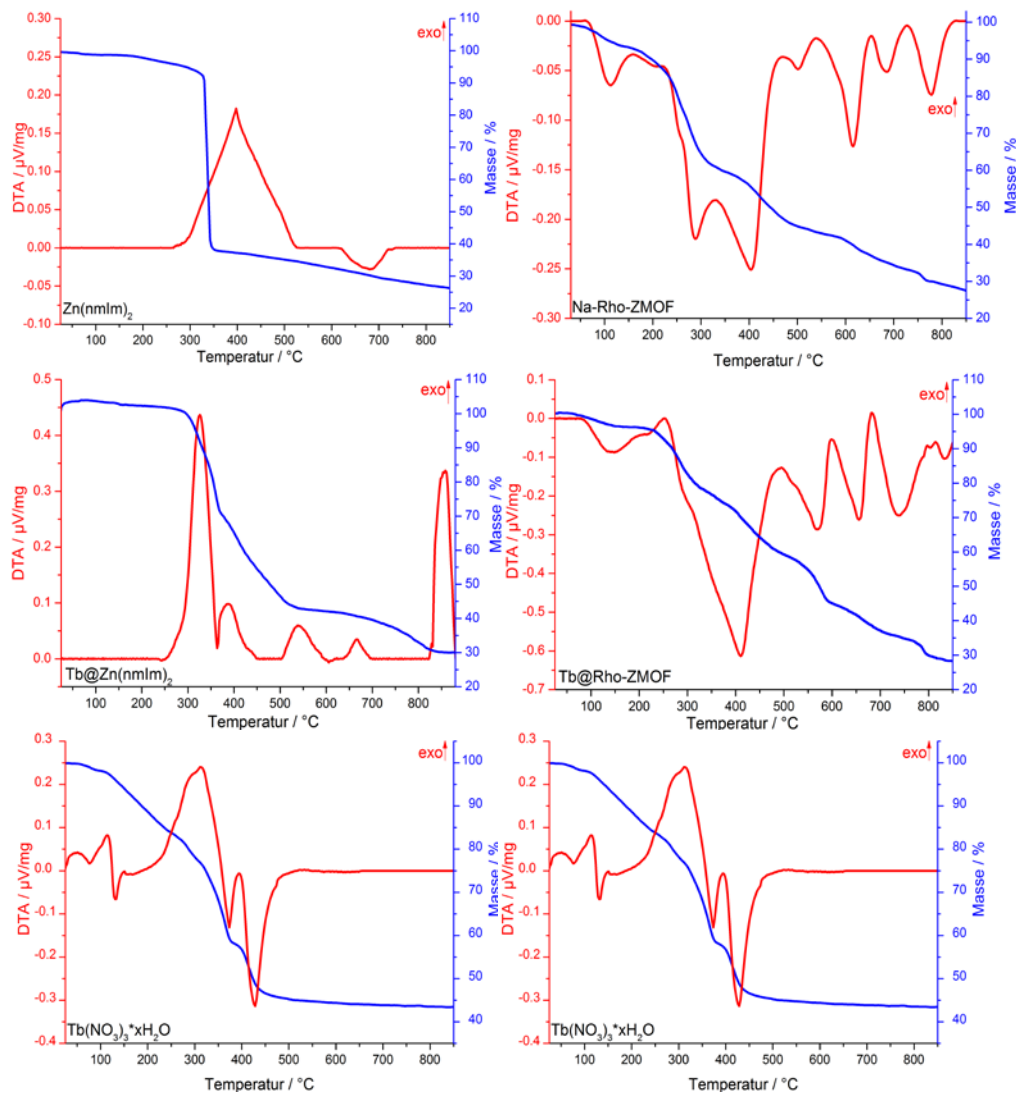 0.30
0.25
0.20
0.15
0.10
0.05
0.00
-0.05
-0.10
DTA / µV/mg
exo
110
100
90
80
70
60
50
40
30
20
Masse / %
Zn(nmIm)2
100 200 300 400 500 600 700 800
Temperatur / °C
0.00
-0.05
-0.10
-0.15
-0.20
-0.25
-0.30
DTA / µV/mg
exo
100
90
80
70
60
50
40
30
20
Masse / %
Na-Rho-ZMOF
100 200 300 400 500 600 700 800
Temperatur / °C
0.5
0.4
0.3
0.2
0.1
0.0
DTA / µV/mg
exo
110
100
90
80
70
60
50
40
30
20
Masse / %
Tb@Zn(nmIm)2
100 200 300 400 500 600 700 800
Temperatur / °C
0.1
0.0
-0.1
-0.2
-0.3
-0.4
-0.5
-0.6
-0.7
DTA / µV/mg
exo
110
100
90
80
70
60
50
40
30
20
Masse / %
Tb@Rho-ZMOF
100 200 300 400 500 600 700 800
Temperatur / °C
0.3
0.2
0.1
0.0
-0.1
-0.2
-0.3
-0.4
DTA / µV/mg
exo
100
90
80
70
60
50
40
Masse / %
Tb(NO3)3*xH2O
100 200 300 400 500 600 700 800
Temperatur / °C
0.3
0.2
0.1
0.0
-0.1
-0.2
-0.3
-0.4
DTA / µV/mg
exo
100
90
80
70
60
50
40
Masse / %
Tb(NO3)3*xH2O
100 200 300 400 500 600 700 800
Temperatur / °C